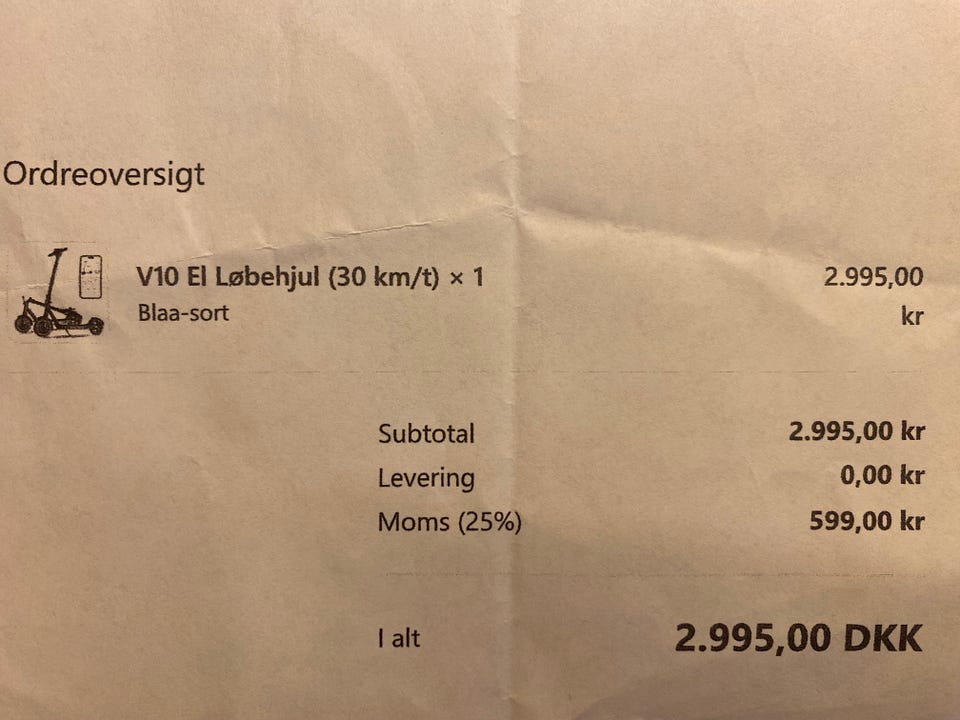 Ordreoversigt
V10 El Løbehjul (30 km/t) × 1 2.995,00
Blaa-sort kr
Subtotal 2.995,00 kr
Levering 0,00 kr
Moms (25%) 599,00 kr
I alt 2.995,00 DKK